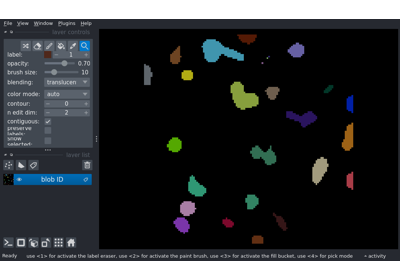 File View Window Plugins Help
layer controls
label: 1
opacity: 0.70
brush size: 10
blending: translucen
color mode: auto
contour: 0
n edit dim: 2
contiguous:
preserve labels:
show selected:
layer list
blob ID
Ready use <1> for activate the label eraser, use <2> for activate the paint brush, use <3> for activate the fill bucket, use <4> for pick mode activity